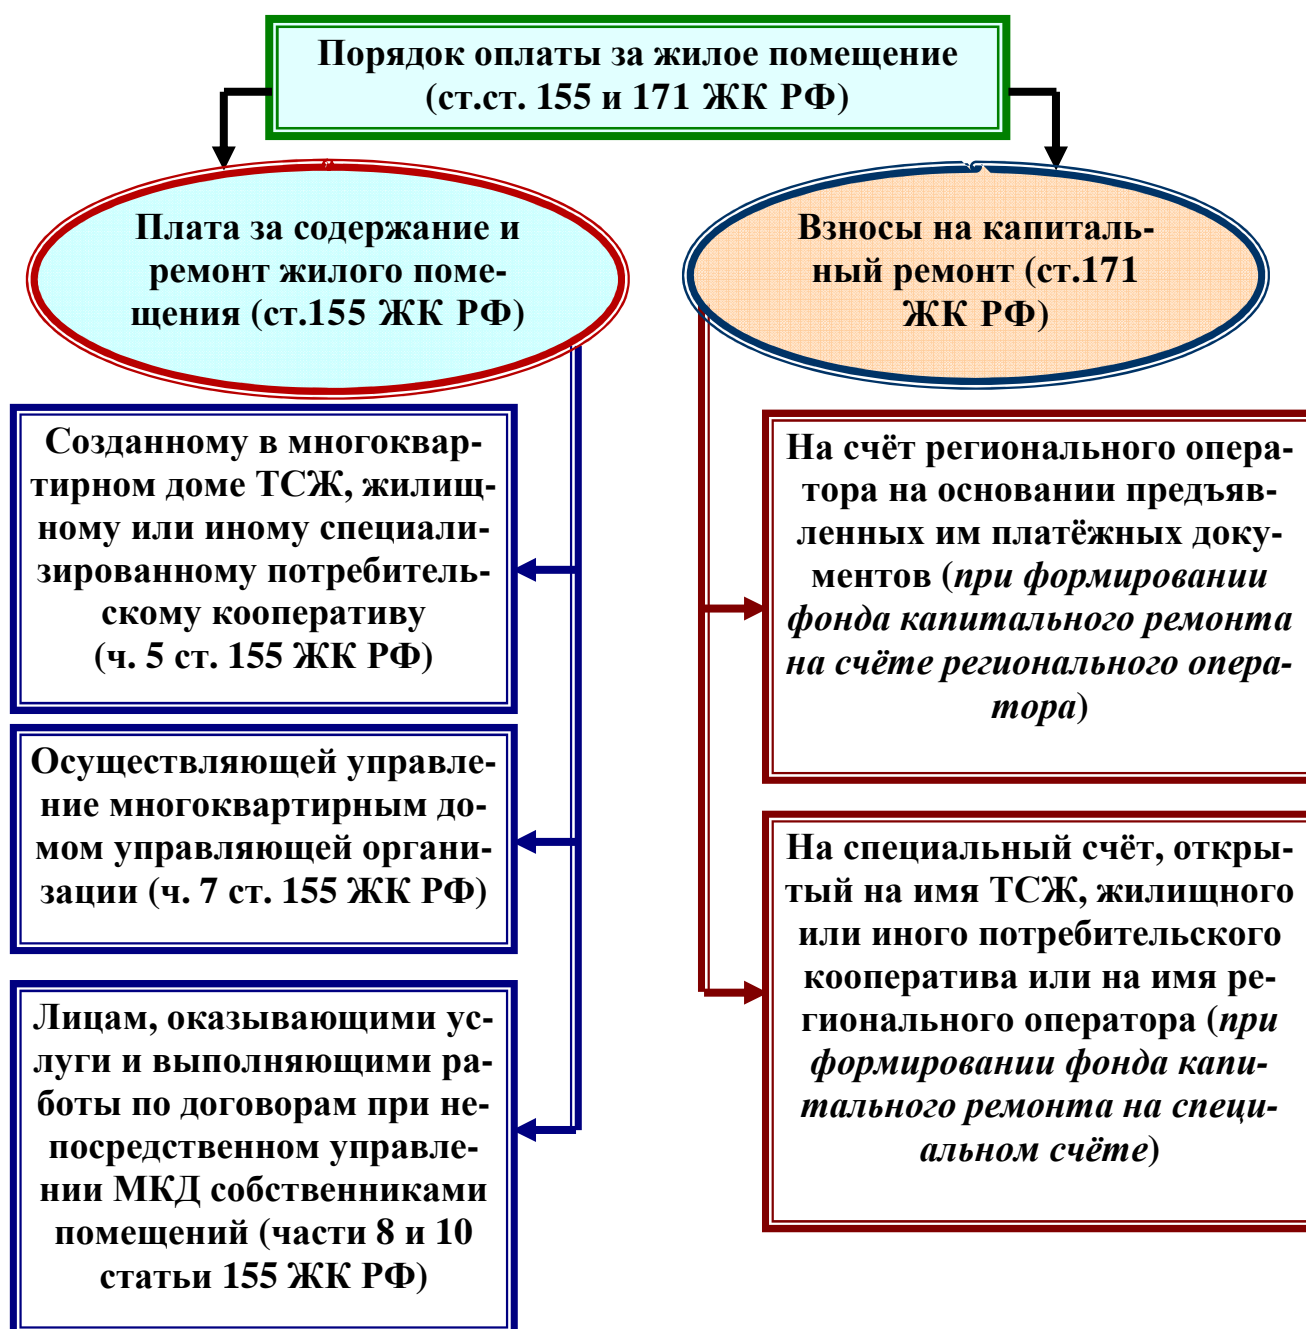 Порядок оплаты за жилое помещение
(ст.ст. 155 и 171 ЖК РФ)
Плата за содержание и
ремонт жилого поме-
щения (ст.155 ЖК РФ)
Взносы на капиталь-
ный ремонт (ст.171
ЖК РФ)
Созданному в многоквар-
тирном доме ТСЖ, жилищ-
ному или иному специали-
зированному потребитель-
скому кооперативу
(ч. 5 ст. 155 ЖК РФ)
Осуществляющей управле-
ние многоквартирным до-
мом управляющей органи-
зации (ч. 7 ст. 155 ЖК РФ)
Лицам, оказывающими ус-
луги и выполняющими ра-
боты по договорам при не-
посредственном управле-
нии МКД собственниками
помещений (части 8 и 10
статьи 155 ЖК РФ)
На счёт регионального опера-
тора на основании предъяв-
ленных им платёжных доку-
ментов (при формировании
фонда капитального ремонта
на счёте регионального опера-
тора)
На специальный счёт, откры-
тый на имя ТСЖ, жилищного
или иного потребительского
кооператива или на имя ре-
гионального оператора (при
формировании фонда капи-
тального ремонта на специ-
альном счёте)